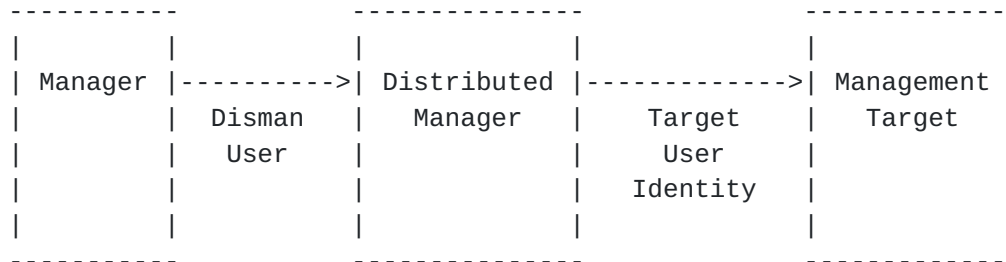 Manager Distributed Management
Disman Manager Target Target
User User
Identity